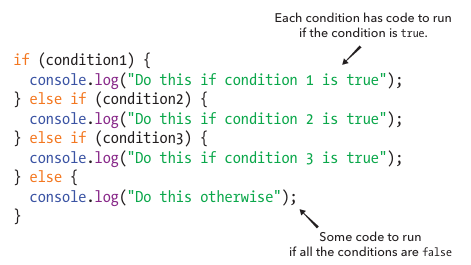 Each condition has code to run
if the condition is true.
if (condition1) {
  console.log("Do this if condition 1 is true");
} else if (condition2) {
  console.log("Do this if condition 2 is true");
} else if (condition3) {
  console.log("Do this if condition 3 is true");
} else {
  console.log("Do this otherwise");
}
Some code to run
if all the conditions are false